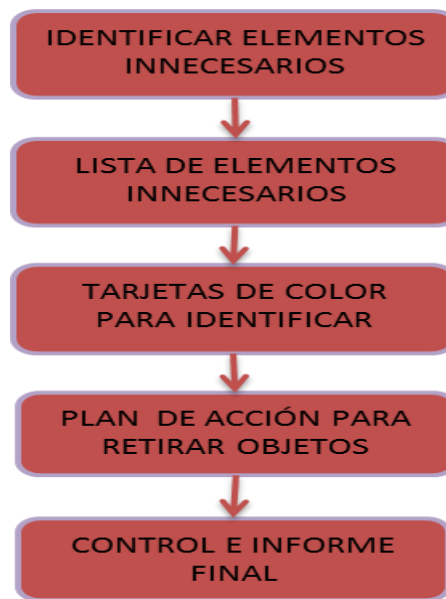 IDENTIFICAR ELEMENTOS
INNECESARIOS
LISTA DE ELEMENTOS
INNECESARIOS
TARJETAS DE COLOR
PARA IDENTIFICAR
PLAN DE ACCIÓN PARA
RETIRAR OBJETOS
CONTROL E INFORME
FINAL